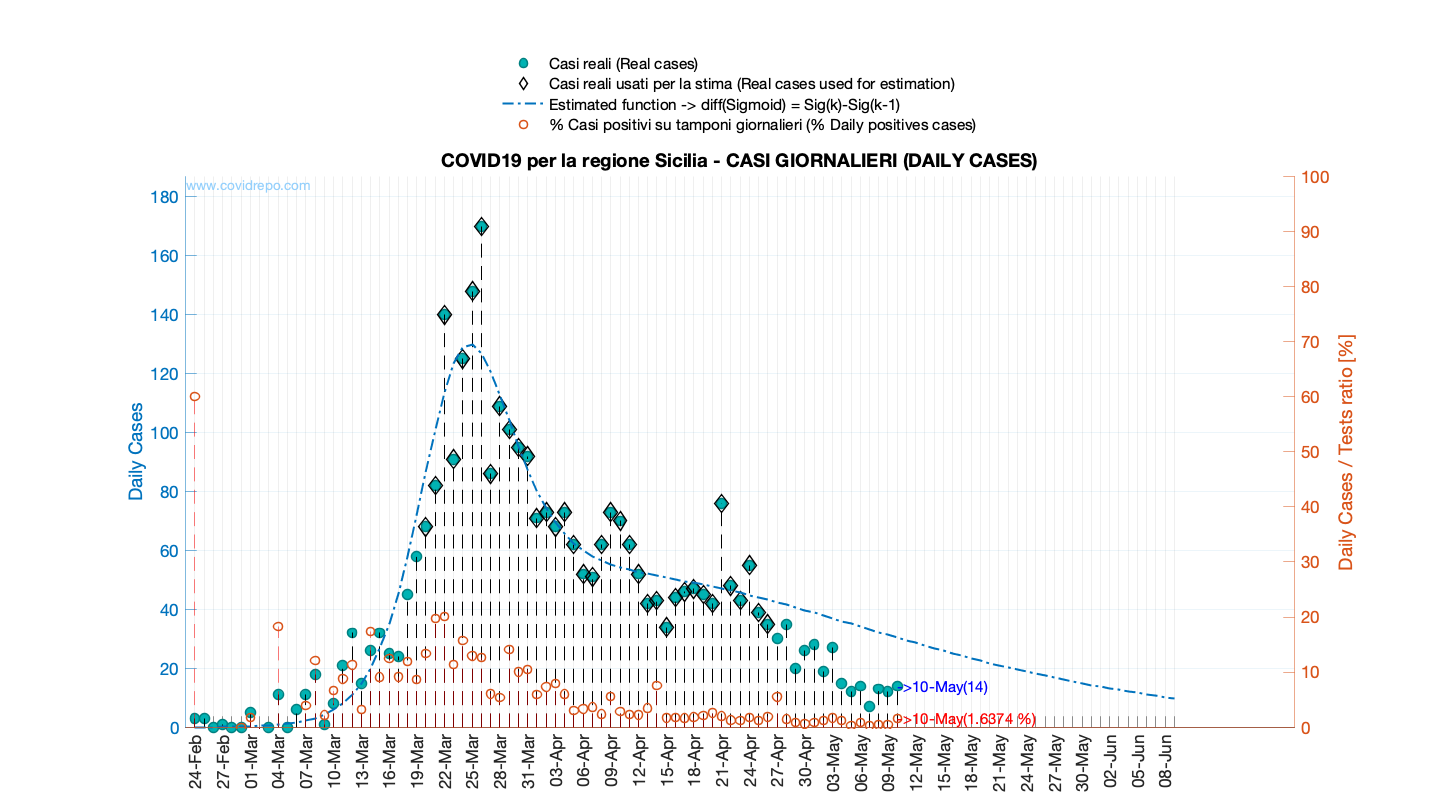 Casi reali (Real cases)
Casi reali usati per la stima (Real cases used for estimation)
Estimated function -> diff(Sigmoid) = Sig(k)-Sig(k-1)
% Casi positivi su tamponi giornalieri (% Daily positives cases)
COVID19 per la regione Sicilia - CASI GIORNALIERI (DAILY CASES)
www.covidrepo.com
Daily Cases
180
160
140
120
100
80
60
40
20
0
100
90
80
70
60
50
40
30
20
10
0
Daily Cases / Tests ratio [%]
->10-May(14)
->10-May(1.6374 %)
24-Feb
27-Feb
01-Mar
04-Mar
07-Mar
10-Mar
13-Mar
16-Mar
19-Mar
22-Mar
25-Mar
28-Mar
31-Mar
03-Apr
06-Apr
09-Apr
12-Apr
15-Apr
18-Apr
21-Apr
24-Apr
27-Apr
30-Apr
03-May
06-May
09-May
12-May
15-May
18-May
21-May
24-May
27-May
30-May
02-Jun
05-Jun
08-Jun